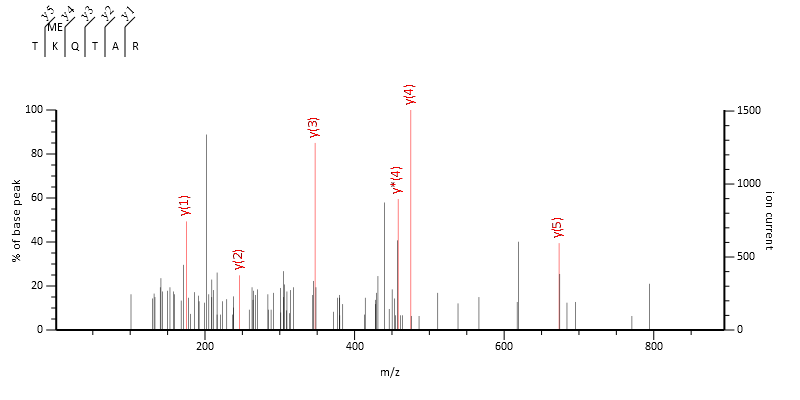 y5 y4 y3 y2 y1
ME
T K Q T A R
100
80
60
40
20
0
% of base peak
1500
1000
500
0
ion current
y(1)
y(2)
y(3)
y*(4)
y(4)
y(5)
200 400 600 800
m/z